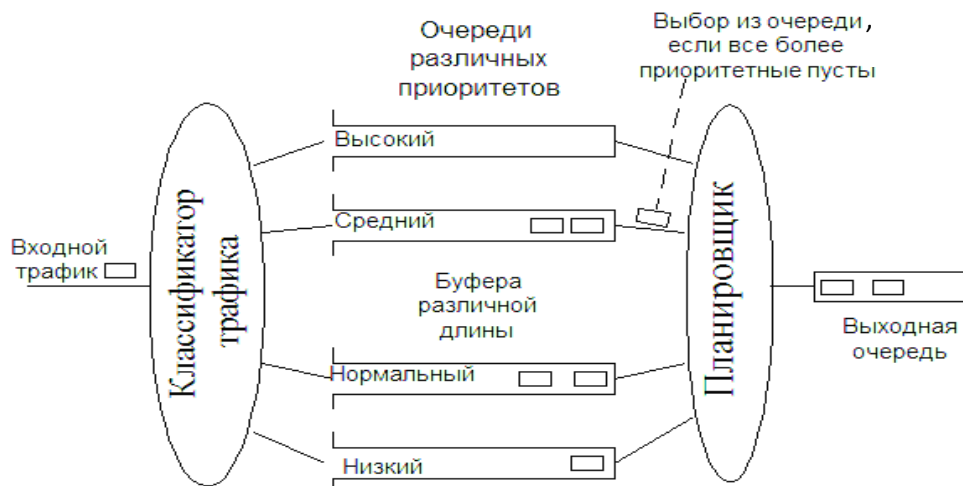 Очереди
различных
приоритетов
Выбор из очереди,
если все более
приоритетные пусты
Высокий
Средний
Классификатор
трафика
Входной
трафик
Буфера
различной
длины
Планировщик
Выходная
очередь
Нормальный
Низкий